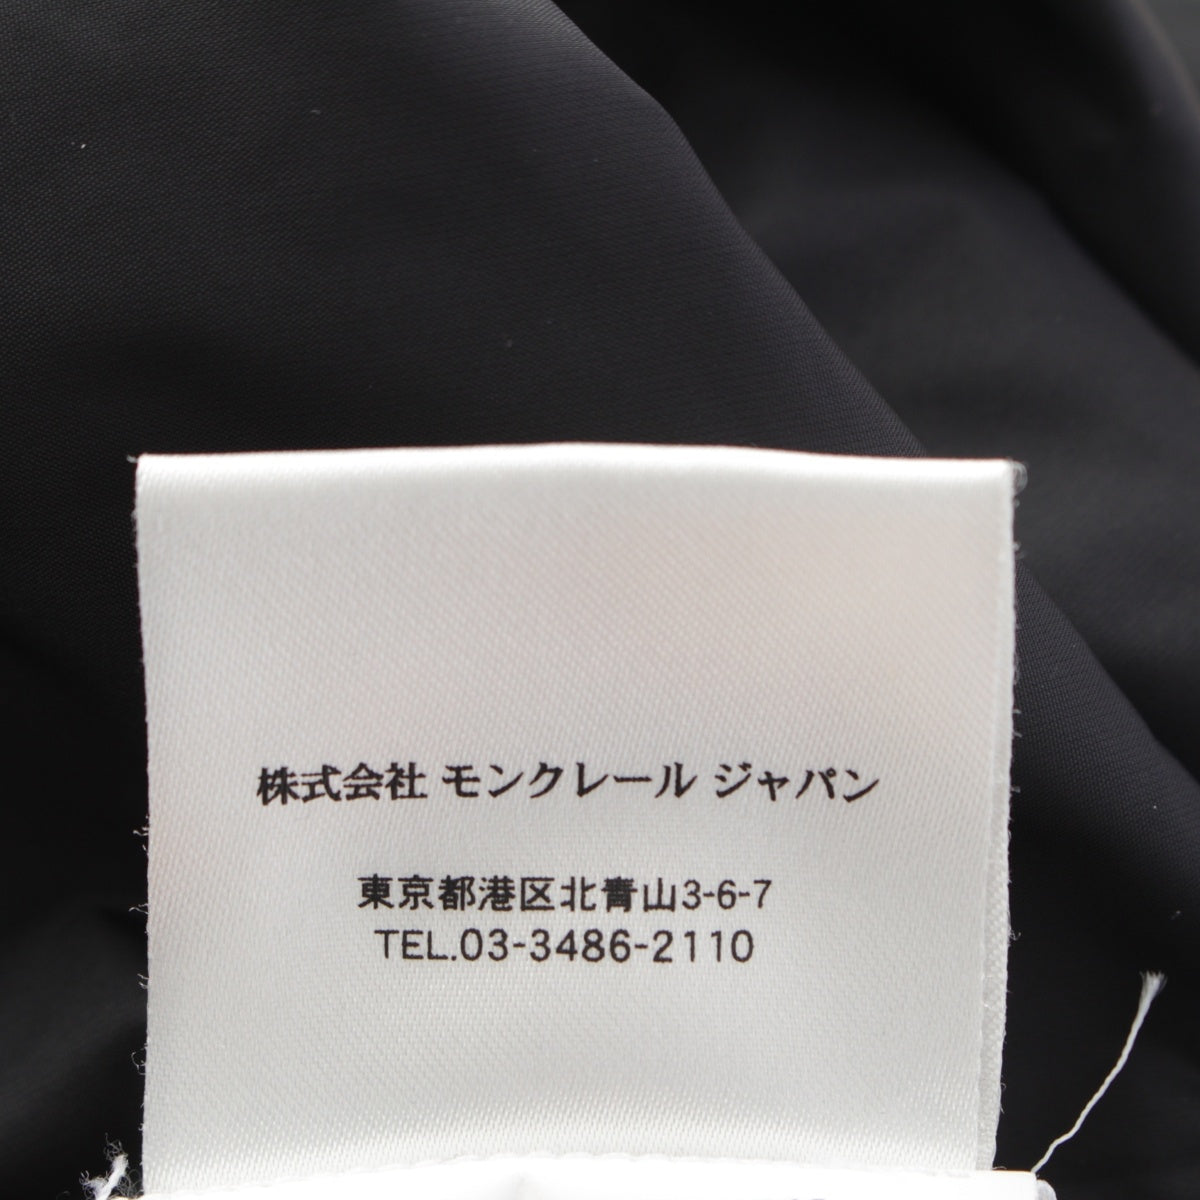 株式会社 モンクレール ジャパン
東京都港区北青山3-6-7
TEL.03-3486-2110